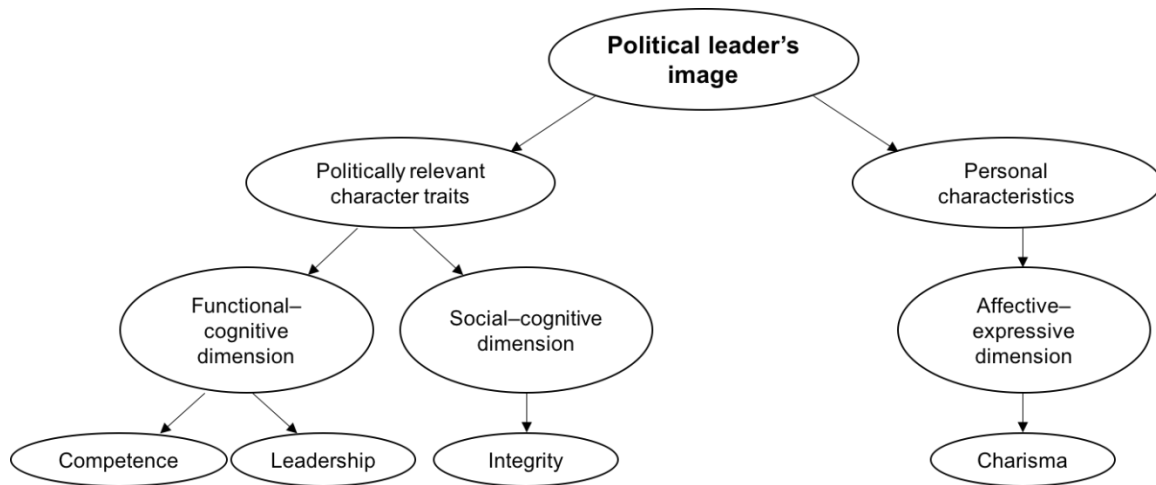 Political leader’s
image
Politically relevant
character traits
Personal
characteristics
Functional–
cognitive
dimension
Social–cognitive
dimension
Affective–
expressive
dimension
Competence
Leadership
Integrity
Charisma